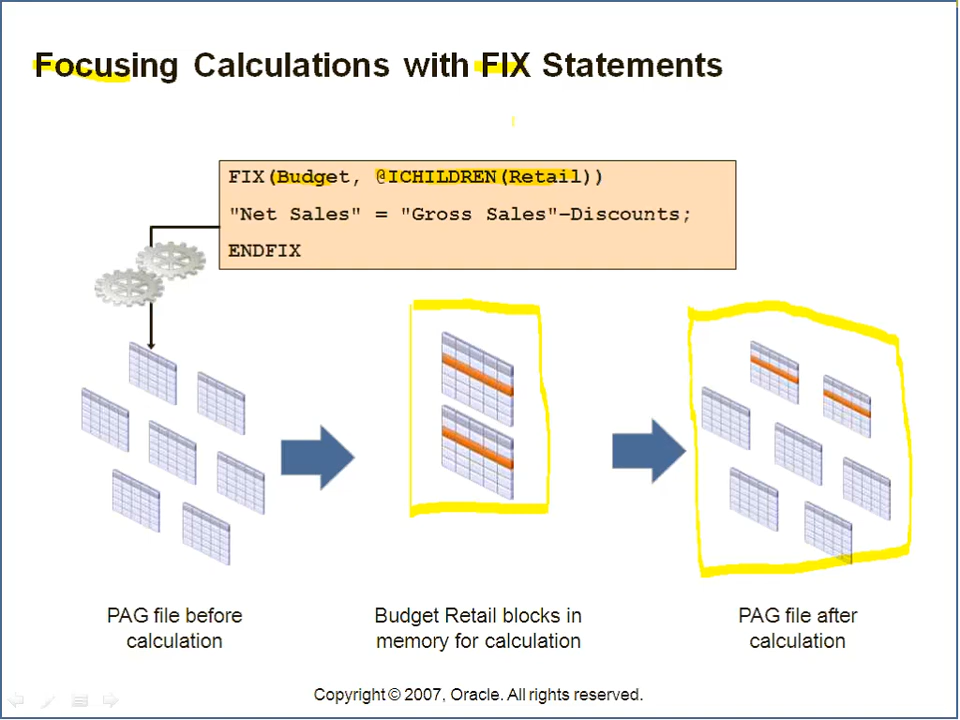 Focusing Calculations with FIX Statements
FIX(Budget, @ICHILDREN(Retail))
"Net Sales" = "Gross Sales"–Discounts;
ENDFIX
PAG file before
calculation
Budget Retail blocks in
memory for calculation
PAG file after
calculation
Copyright © 2007, Oracle. All rights reserved.